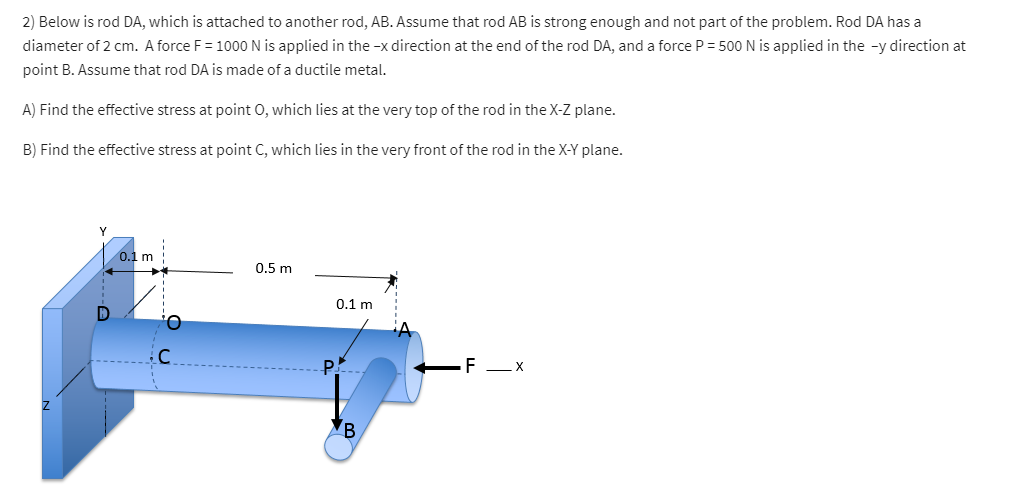 2) Below is rod DA, which is attached to another rod, AB. Assume that rod AB is strong enough and not part of the problem. Rod DA has a
diameter of 2 cm. A force F = 1000 N is applied in the –x direction at the end of the rod DA, and a force P = 500 N is applied in the –y direction at
point B. Assume that rod DA is made of a ductile metal.
A) Find the effective stress at point O, which lies at the very top of the rod in the X-Z plane.
B) Find the effective stress at point C, which lies in the very front of the rod in the X-Y plane.
Y
0.1 m
0.5 m
0.1 m
D
O
A
C
P
F
X
Z
B